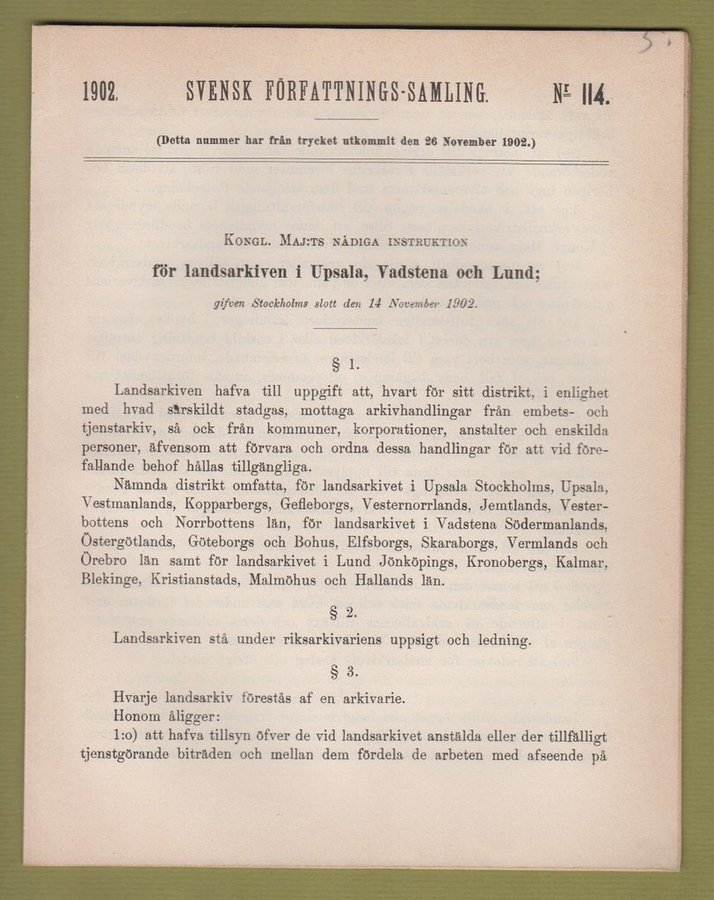 1902. SVENSK FÖRFATTNINGS-SAMLING. Nr 114.
(Detta nummer har från trycket utkommit den 26 November 1902.)
KONGL. MAJ:TS NÅDIGA INSTRUKTION
för landsarkiven i Upsala, Vadstena och Lund;
gifven Stockholms slott den 14 November 1902.
§ 1.
Landsarkiven hafva till uppgift att, hvart för sitt distrikt, i enlighet
med hvad särskildt stadgas, mottaga arkivhandlingar från embets- och
tjenstarkiv, så ock från kommuner, korporationer, anstalter och enskilda
personer, äfvensom att förvara och ordna dessa handlingar för att vid före-
fallande behof hållas tillgängliga.
Nämnda distrikt omfatta, för landsarkivet i Upsala Stockholms, Upsala,
Vestmanlands, Kopparbergs, Gefleborgs, Vesternorrlands, Jemtlands, Vester-
bottens och Norrbottens län, för landsarkivet i Vadstena Södermanlands,
Östergötlands, Göteborgs och Bohus, Elfsborgs, Skaraborgs, Vermlands och
Örebro län samt för landsarkivet i Lund Jönköpings, Kronobergs, Kalmar,
Blekinge, Kristianstads, Malmöhus och Hallands län.
§ 2.
Landsarkiven stå under riksarkivariens uppsigt och ledning.
§ 3.
Hvarje landsarkiv förestås af en arkivarie.
Honom åligger:
1:o) att hafva tillsyn öfver de vid landsarkivet anstälda eller der tillfälligt
tjenstgörande biträden och mellan dem fördela de arbeten med afseende på